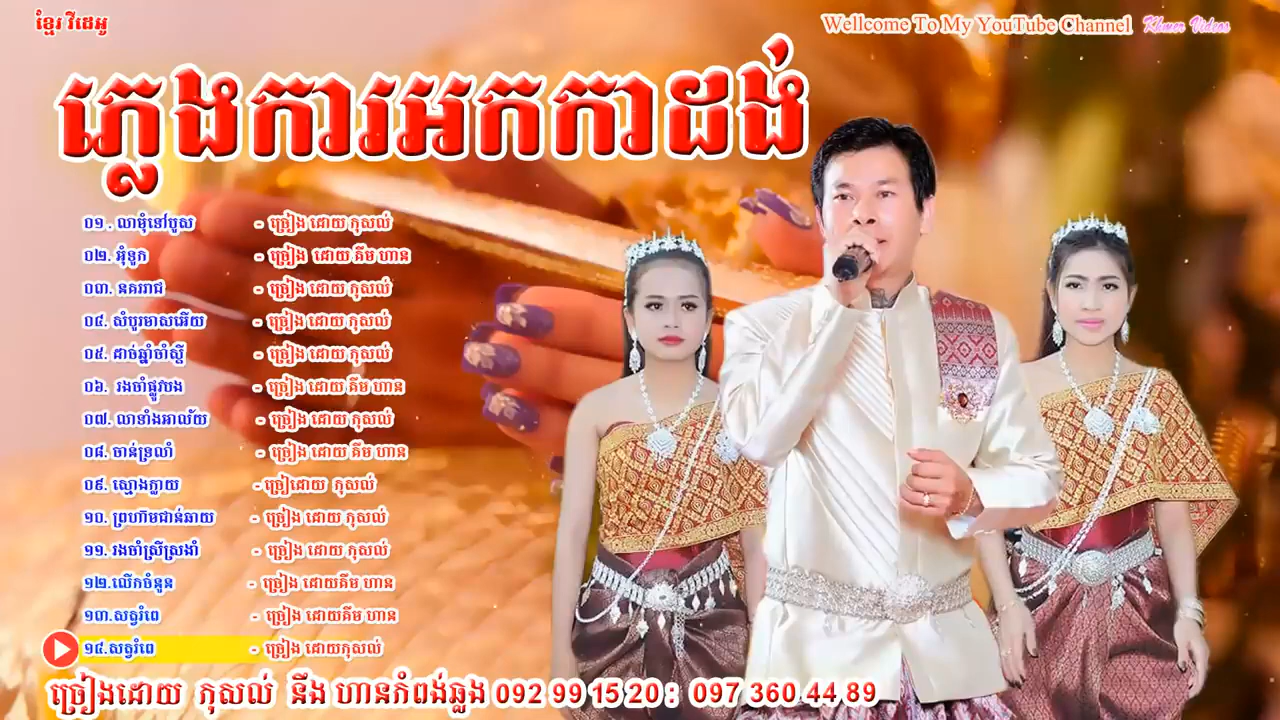 ខ្មែរ វីដេអូ
Wellcome To My YouTube Channel Khmer Videos
ភ្លេងការអកកាដង់
០១. លាមុំនៅបួស - ច្រៀង ដោយ កុសល់
០២. អុំទូក - ច្រៀង ដោយ គីម ហាន
០៣. នគររាជ - ច្រៀង ដោយ កុសល់
០៤. សំបូរមាសអើយ - ច្រៀង ដោយ កុសល់
០៥. ដាច់ឆ្នាំចាំស្ដី - ច្រៀង ដោយ កុសល់
០៦. រងចាំផ្លូវបង - ច្រៀង ដោយ គីម ហាន
០៧. លានាំងអាល័យ - ច្រៀង ដោយ កុសល់
០៨. ចាន់ទ្រលាំ - ច្រៀង ដោយ គីម ហាន
០៩. ស្មោងក្លាយ - ច្រៀដោយ កុសល់
១០. ព្រហើមជាន់ឆាយ - ច្រៀង ដោយ កុសល់
១១. រងចាំស្រីស្រងាំ - ច្រៀង ដោយ កុសល់
១២.លើកចំនួន - ច្រៀង ដោយគីម ហាន
១៣.សត្វរំពេ - ច្រៀង ដោយគីម ហាន
១៤.សត្វរំពេ - ច្រៀង ដោយកុសល់
ច្រៀងដោយ កុសល់ នឹង ហានកំពង់ឆ្លង 092 99 15 20 : 097 360 44 89